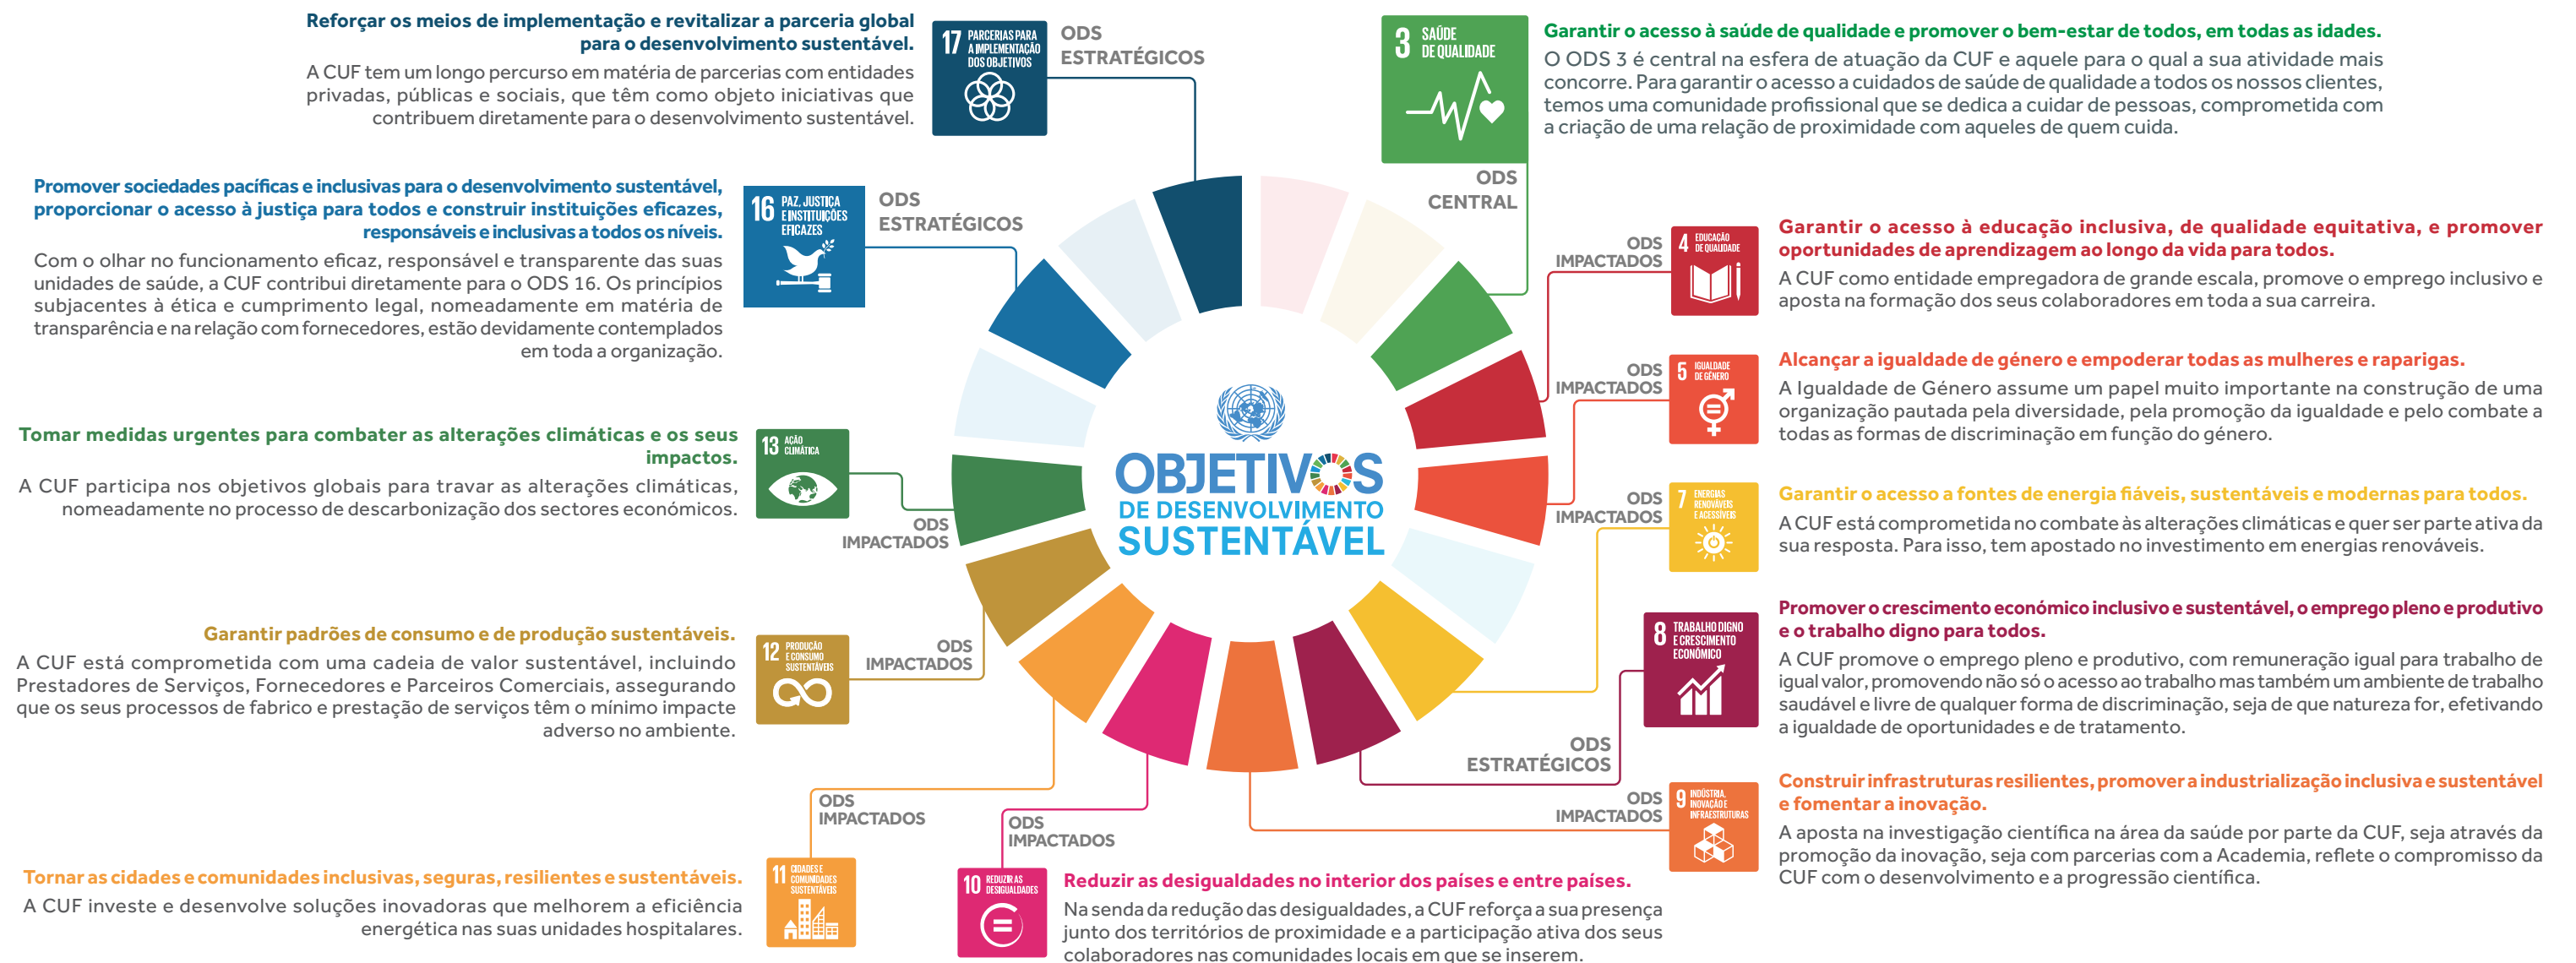 Reforçar os meios de implementação e revitalizar a parceria global
para o desenvolvimento sustentável.
A CUF tem um longo percurso em matéria de parcerias com entidades
privadas, públicas e sociais, que têm como objeto iniciativas que
contribuem diretamente para o desenvolvimento sustentável.
17 PARCERIAS PARA
A IMPLEMENTAÇÃO
DOS OBJETIVOS
ODS
ESTRATÉGICOS
3 SAÚDE
DE QUALIDADE
ODS
CENTRAL
Garantir o acesso à saúde de qualidade e promover o bem-estar de todos, em todas as idades.
O ODS 3 é central na esfera de atuação da CUF e aquele para o qual a sua atividade mais
concorre. Para garantir o acesso a cuidados de saúde de qualidade a todos os nossos clientes,
temos uma comunidade profissional que se dedica a cuidar de pessoas, comprometida com
a criação de uma relação de proximidade com aqueles de quem cuida.
Promover sociedades pacíficas e inclusivas para o desenvolvimento sustentável,
proporcionar o acesso à justiça para todos e construir instituições eficazes,
responsáveis e inclusivas a todos os níveis.
Com o olhar no funcionamento eficaz, responsável e transparente das suas
unidades de saúde, a CUF contribui diretamente para o ODS 16. Os princípios
subjacentes à ética e cumprimento legal, nomeadamente em matéria de
transparência e na relação com fornecedores, estão devidamente contemplados
em toda a organização.
16 PAZ, JUSTIÇA
E INSTITUIÇÕES
EFICAZES
ODS
ESTRATÉGICOS
ODS
IMPACTADOS
4 EDUCAÇÃO
DE QUALIDADE
Garantir o acesso à educação inclusiva, de qualidade equitativa, e promover
oportunidades de aprendizagem ao longo da vida para todos.
A CUF como entidade empregadora de grande escala, promove o emprego inclusivo e
aposta na formação dos seus colaboradores em toda a sua carreira.
ODS
IMPACTADOS
5 IGUALDADE
DE GÉNERO
Alcançar a igualdade de género e empoderar todas as mulheres e raparigas.
A Igualdade de Género assume um papel muito importante na construção de uma
organização pautada pela diversidade, pela promoção da igualdade e pelo combate a
todas as formas de discriminação em função do género.
Tomar medidas urgentes para combater as alterações climáticas e os seus
impactos.
A CUF participa nos objetivos globais para travar as alterações climáticas,
nomeadamente no processo de descarbonização dos sectores económicos.
13 AÇÃO
CLIMÁTICA
ODS
IMPACTADOS
OBJETIVOS
DE DESENVOLVIMENTO
SUSTENTÁVEL
ODS
IMPACTADOS
7 ENERGIAS
RENOVÁVEIS
E ACESSÍVEIS
Garantir o acesso a fontes de energia fiáveis, sustentáveis e modernas para todos.
A CUF está comprometida no combate às alterações climáticas e quer ser parte ativa da
sua resposta. Para isso, tem apostado no investimento em energias renováveis.
Garantir padrões de consumo e de produção sustentáveis.
A CUF está comprometida com uma cadeia de valor sustentável, incluindo
Prestadores de Serviços, Fornecedores e Parceiros Comerciais, assegurando
que os seus processos de fabrico e prestação de serviços têm o mínimo impacte
adverso no ambiente.
12 PRODUÇÃO
E CONSUMO
SUSTENTÁVEIS
ODS
IMPACTADOS
8 TRABALHO DIGNO
E CRESCIMENTO
ECONÓMICO
ODS
ESTRATÉGICOS
Promover o crescimento económico inclusivo e sustentável, o emprego pleno e produtivo
e o trabalho digno para todos.
A CUF promove o emprego pleno e produtivo, com remuneração igual para trabalho de
igual valor, promovendo não só o acesso ao trabalho mas também um ambiente de trabalho
saudável e livre de qualquer forma de discriminação, seja de que natureza for, efetivando
a igualdade de oportunidades e de tratamento.
ODS
IMPACTADOS
9 INDÚSTRIA,
INOVAÇÃO E
INFRAESTRUTURAS
Construir infraestruturas resilientes, promover a industrialização inclusiva e sustentável
e fomentar a inovação.
A aposta na investigação científica na área da saúde por parte da CUF, seja através da
promoção da inovação, seja com parcerias com a Academia, reflete o compromisso da
CUF com o desenvolvimento e a progressão científica.
Tornar as cidades e comunidades inclusivas, seguras, resilientes e sustentáveis.
A CUF investe e desenvolve soluções inovadoras que melhorem a eficiência
energética nas suas unidades hospitalares.
ODS
IMPACTADOS
11 CIDADES E
COMUNIDADES
SUSTENTÁVEIS
ODS
IMPACTADOS
10 REDUZIR AS
DESIGUALDADES
Reduzir as desigualdades no interior dos países e entre países.
Na senda da redução das desigualdades, a CUF reforça a sua presença
junto dos territórios de proximidade e a participação ativa dos seus
colaboradores nas comunidades locais em que se inserem.